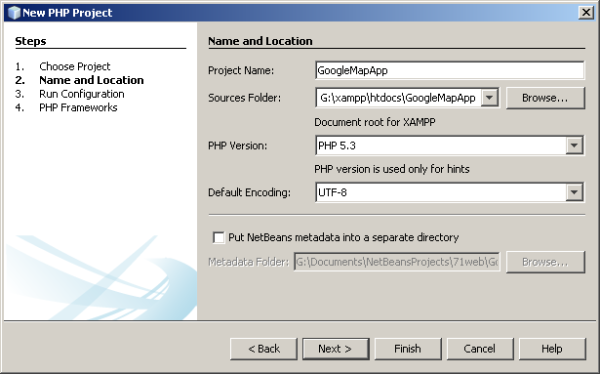 New PHP Project
Steps
1. Choose Project
2. Name and Location
3. Run Configuration
4. PHP Frameworks
Name and Location
Project Name: GoogleMapApp
Sources Folder: G:\xampp\htdocs\GoogleMapApp Browse...
Document root for XAMPP
PHP Version: PHP 5.3
PHP version is used only for hints
Default Encoding: UTF-8
Put NetBeans metadata into a separate directory
Metadata Folder: G:\Documents\NetBeansProjects\71web\Go Browse...
< Back Next > Finish Cancel Help